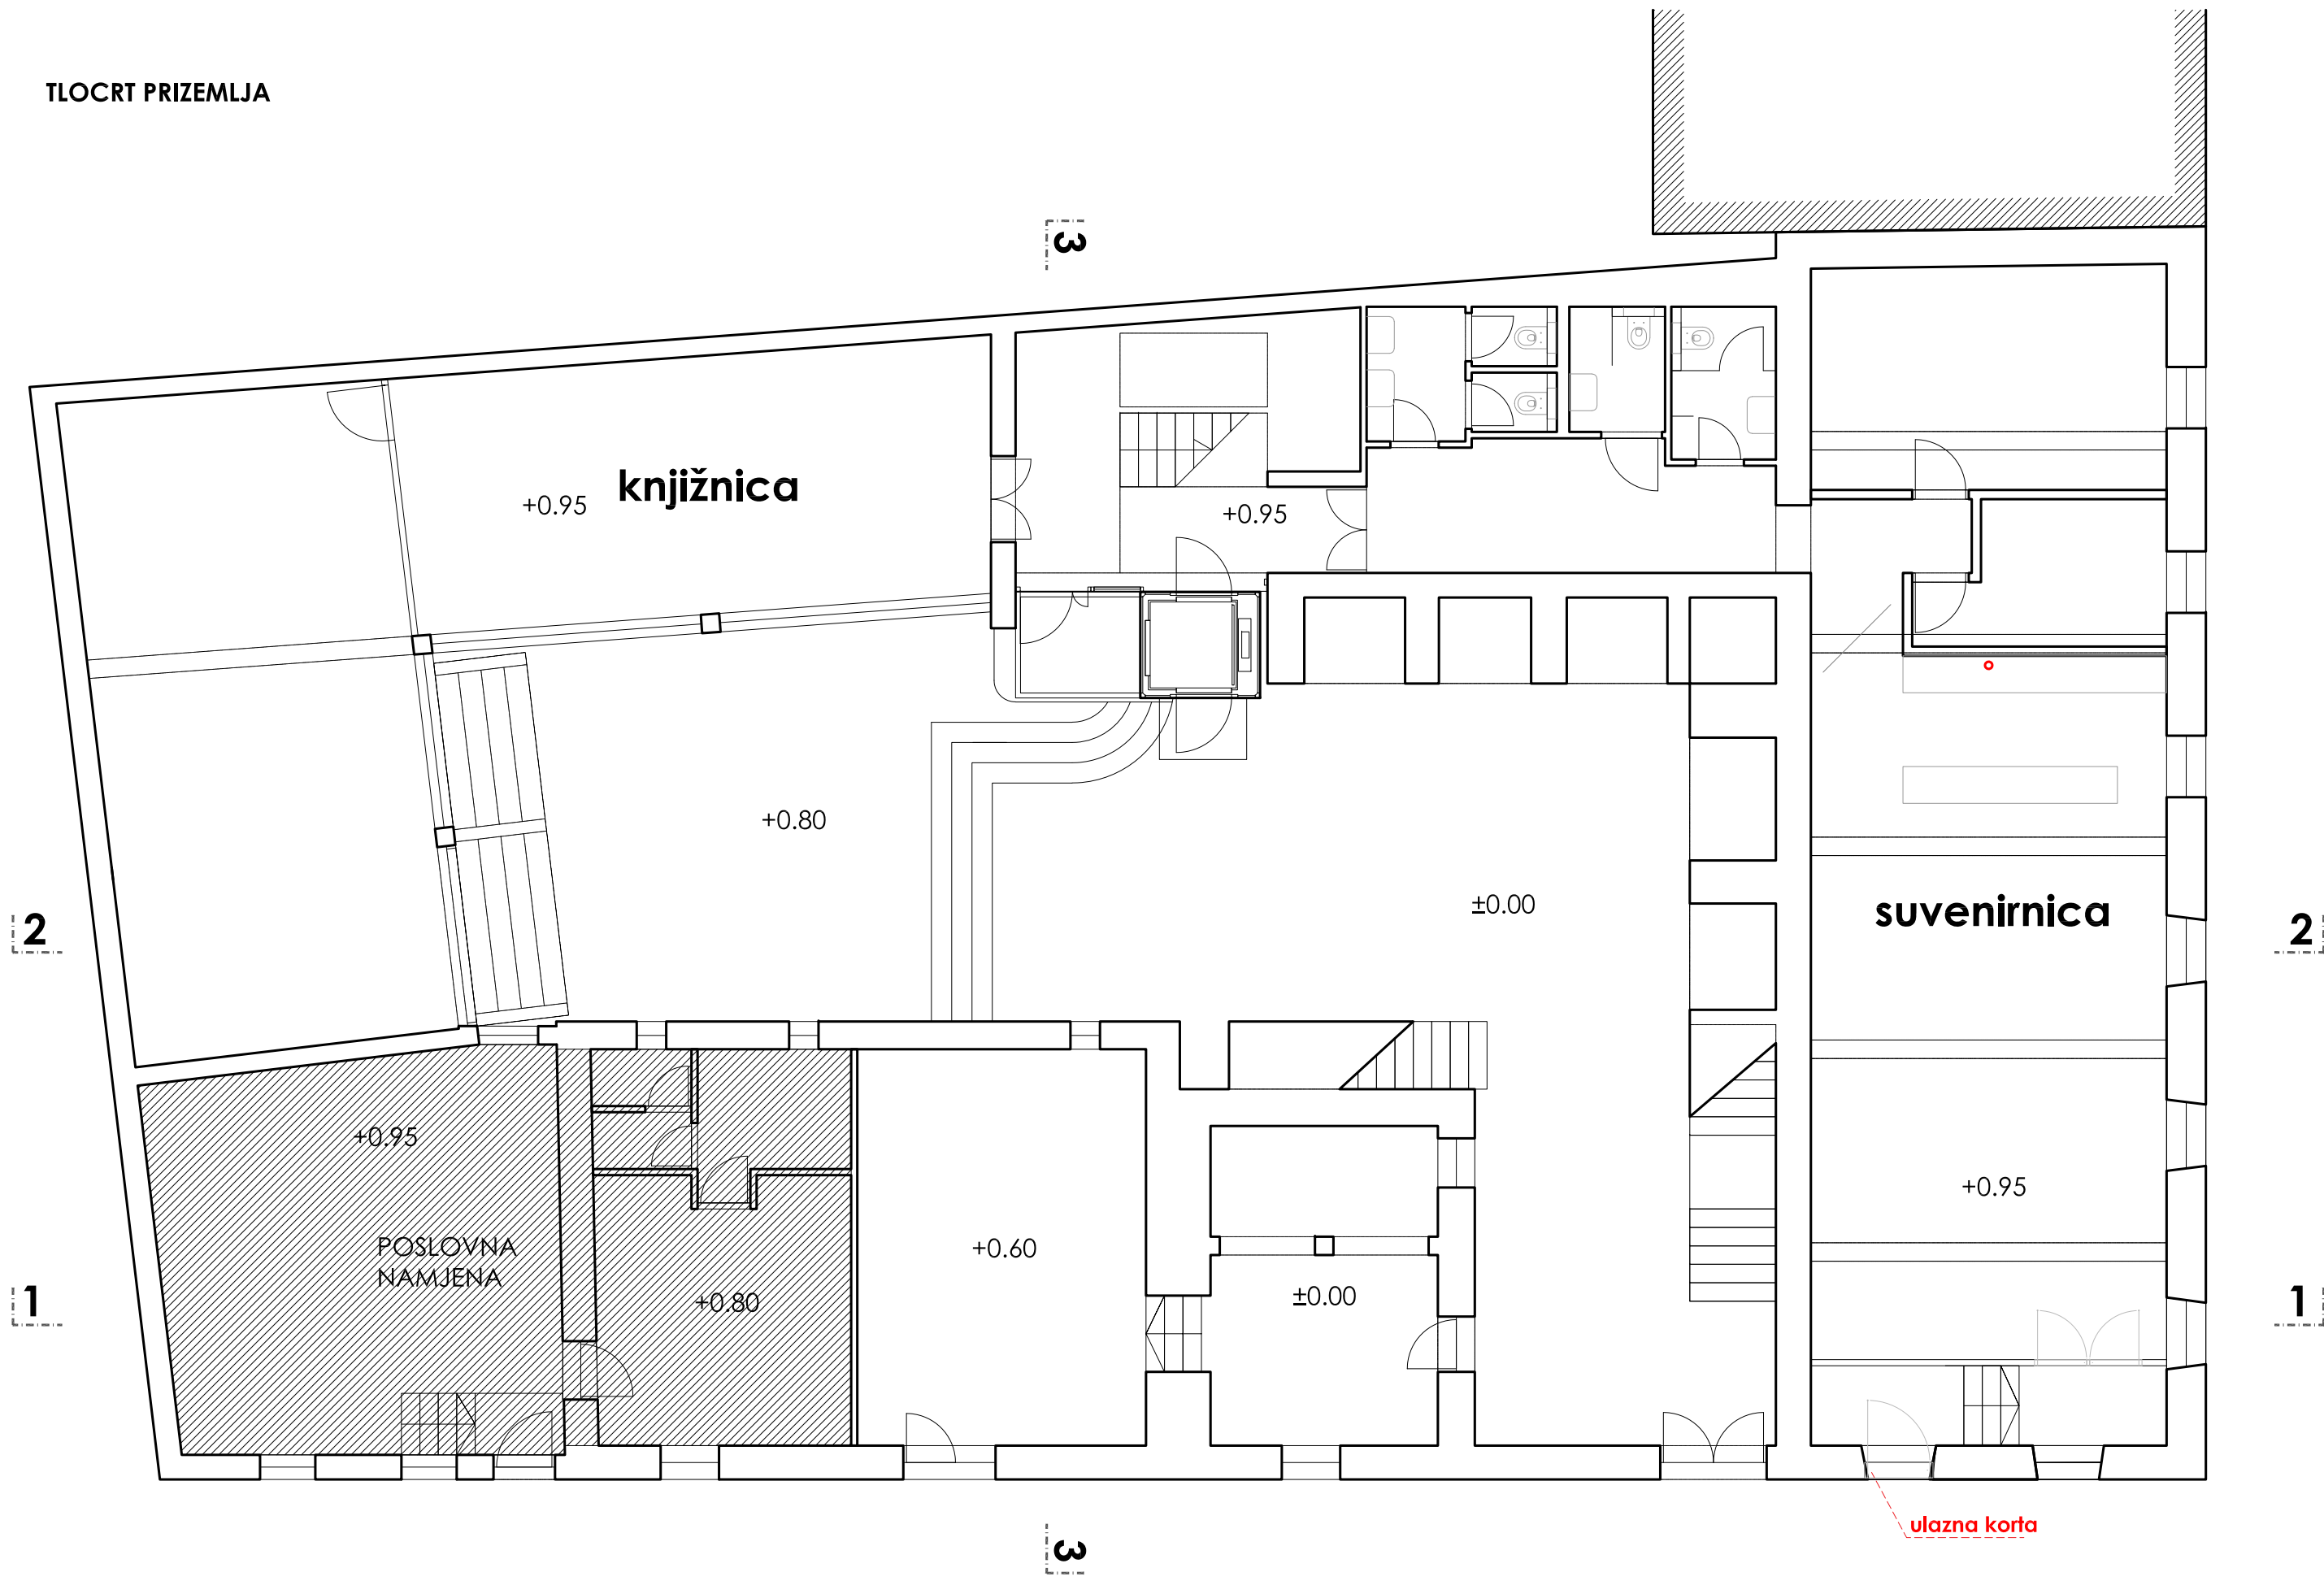 TLOCRT PRIZEMLJA
3
knjižnica
+0.95
+0.95
+0.80
±0.00
suvenirnica
2
2
+0.95
POSLOVNA
NAMJENA
+0.80
+0.60
±0.00
+0.95
1
1
ulazna korta
3